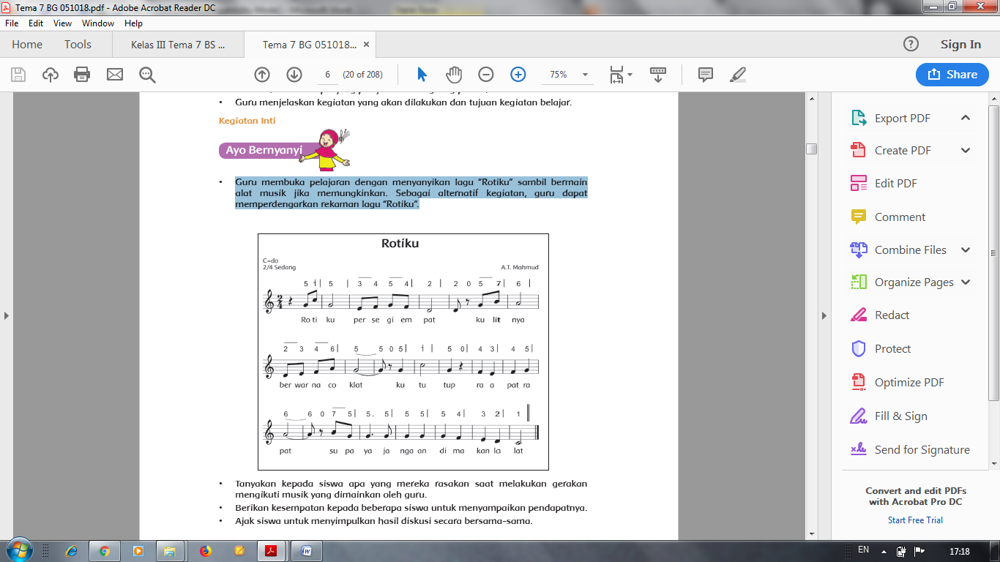 Tema 7 BG 051018.pdf - Adobe Acrobat Reader DC
File Edit View Window Help
Home Tools Kelas III Tema 7 BS ... Tema 7 BG 051018... ×
? Sign In
6 (20 of 208) 75% Share
• Guru menjelaskan kegiatan yang akan dilakukan dan tujuan kegiatan belajar.
Kegiatan Inti
Ayo Bernyanyi
• Guru membuka pelajaran dengan menyanyikan lagu “Rotiku” sambil bermain
alat musik jika memungkinkan. Sebagai alternatif kegiatan, guru dapat
memperdengarkan rekaman lagu “Rotiku”.
Rotiku
C=do
2/4 Sedang A.T. Mahmud
5 1 | 5 | 3 4 5 4 | 2 | 2 0 5 7 | 6 |
Ro ti ku per se gi em pat ku lit nya
2 3 4 6 | 5 5 0 5 | 1 | 5 0 | 4 3 | 4 5 |
ber war na co klat ku tu tup ra a pat ra
6 6 0 7 5 | 5 . 5 | 5 5 | 5 4 | 3 2 | 1
pat su pa ya ja nga an di ma kan la lat
• Tanyakan kepada siswa apa yang mereka rasakan saat melakukan gerakan
mengikuti musik yang dimainkan oleh guru.
• Berikan kesempatan kepada beberapa siswa untuk menyampaikan pendapatnya.
• Ajak siswa untuk menyimpulkan hasil diskusi secara bersama-sama.
Export PDF
Create PDF
Edit PDF
Comment
Combine Files
Organize Pages
Redact
Protect
Optimize PDF
Fill & Sign
Send for Signature
Convert and edit PDFs
with Acrobat Pro DC
Start Free Trial
EN 17:18